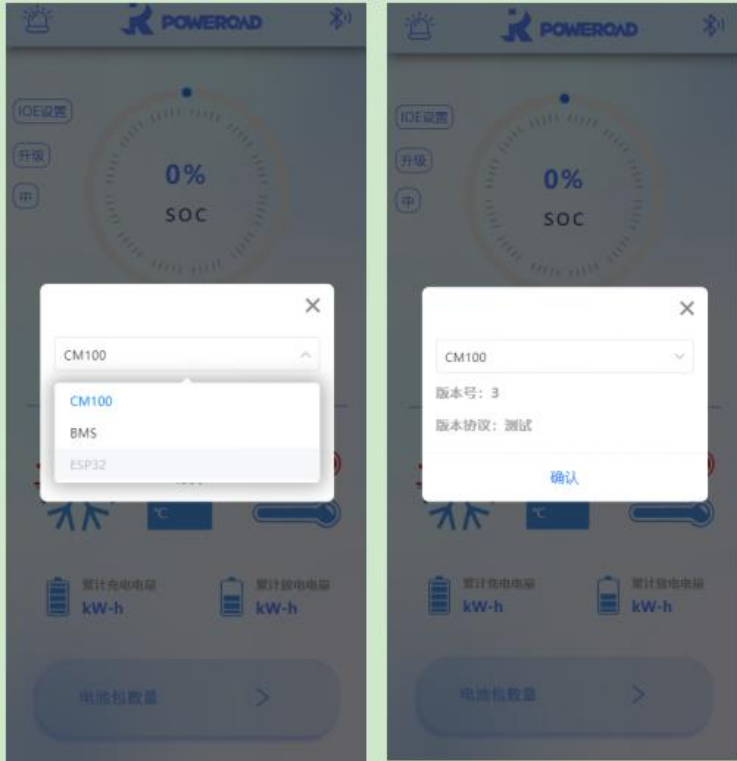 POWEROAD
IOE设置
升级
中
0%
SOC
CM100
CM100
BMS
ESP32
℃
累计充电电量
kW-h
累计放电电量
kW-h
电池包数量
POWEROAD
IOE设置
升级
中
0%
SOC
CM100
版本号：3
版本协议：测试
确认
℃
累计充电电量
kW-h
累计放电电量
kW-h
电池包数量